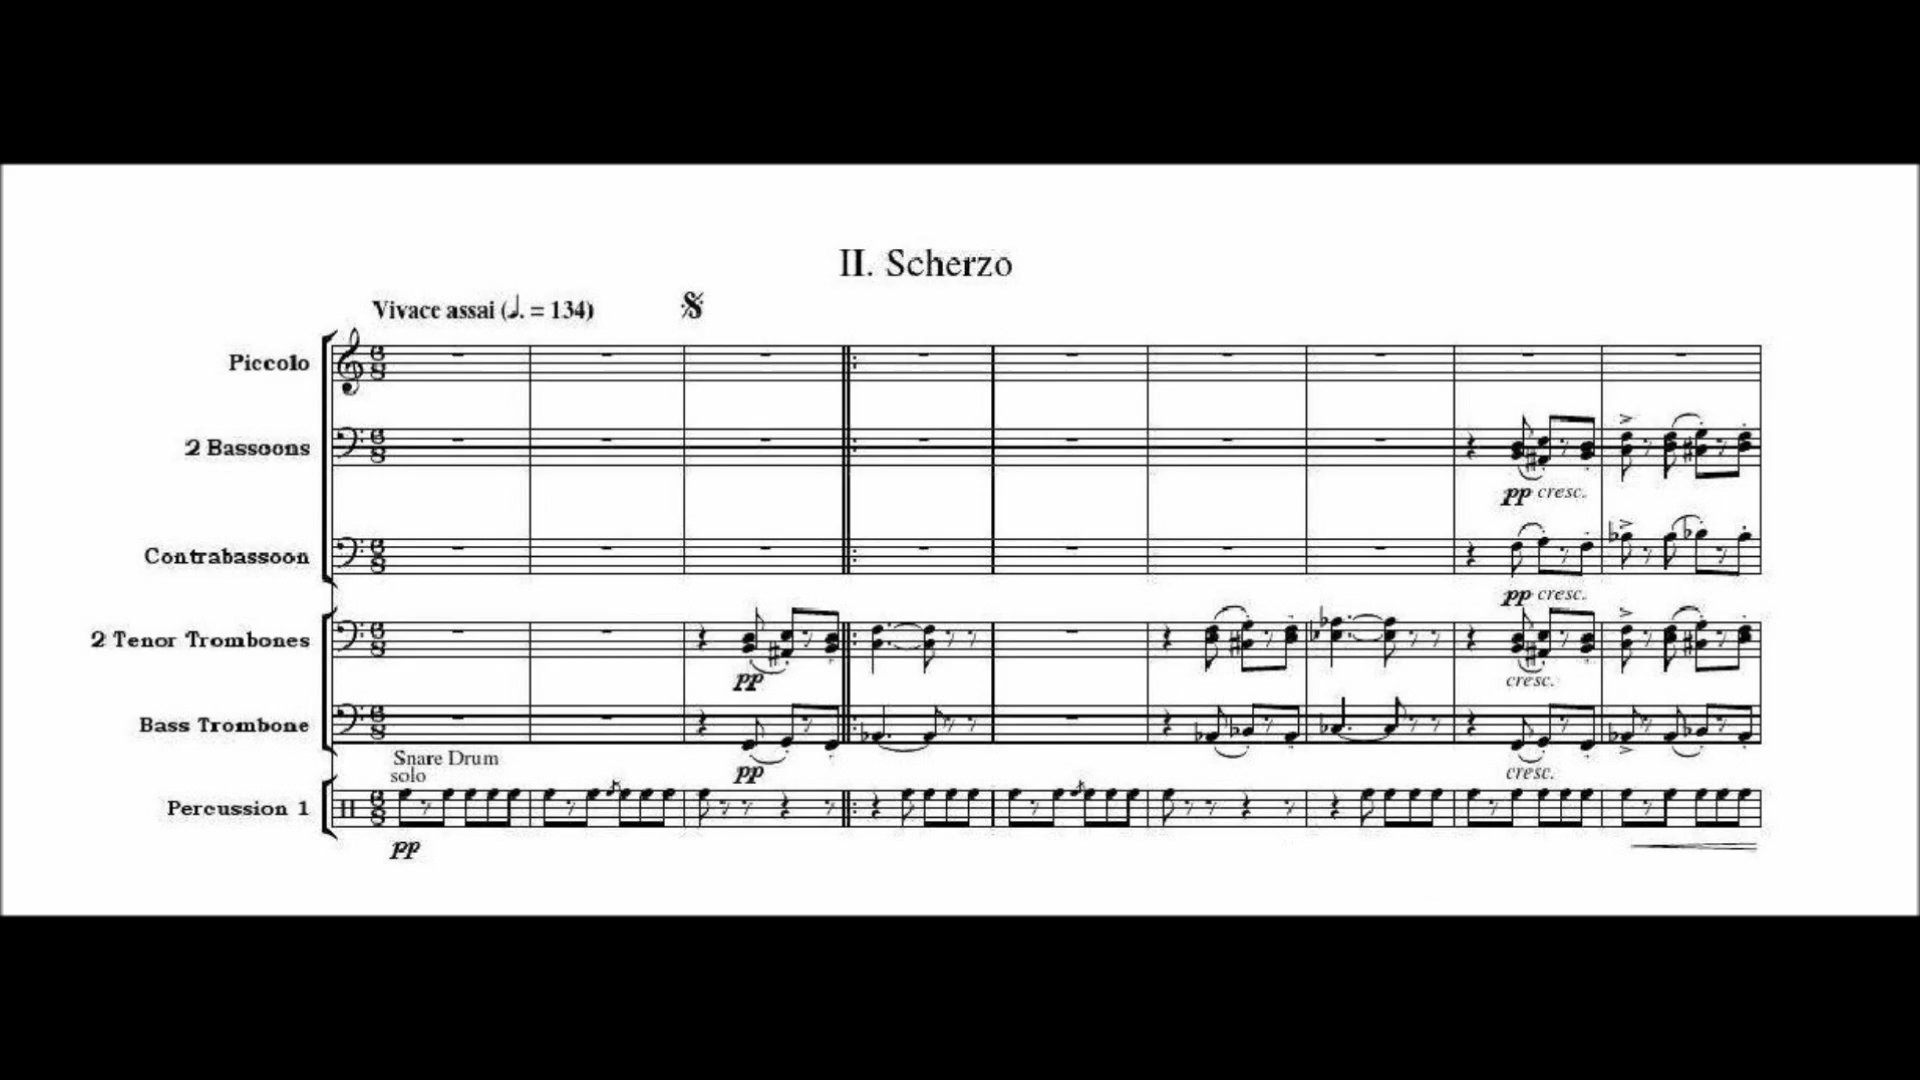 II. Scherzo
Vivace assai (♩. = 134)
Piccolo
2 Bassoons
pp cresc.
Contrabassoon
pp cresc.
2 Tenor Trombones
pp
cresc.
Bass Trombone
Snare Drum
solo
pp
cresc.
Percussion 1
pp